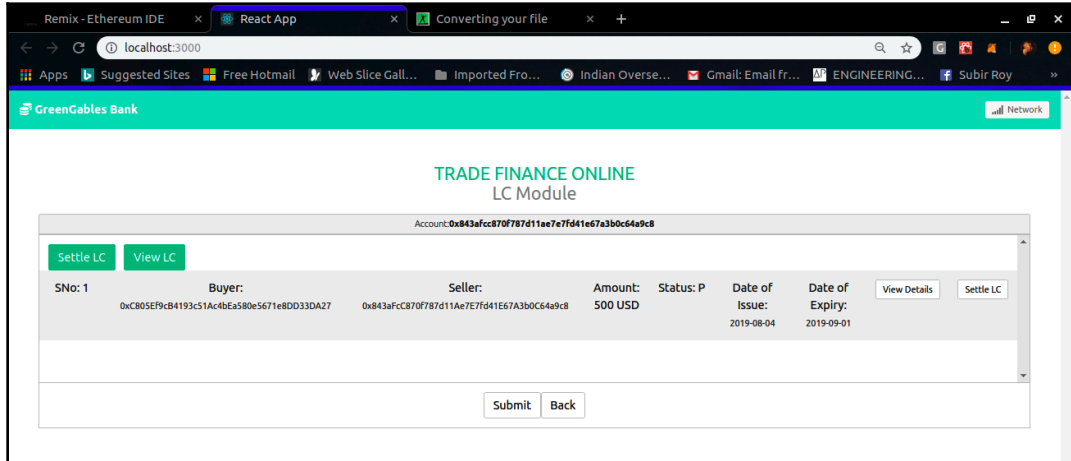 Remix - Ethereum IDE × React App × Converting your file × +
localhost:3000
Apps Suggested Sites Free Hotmail Web Slice Gall... Imported Fro... Indian Overse... Gmail: Email fr... ENGINEERING... Subir Roy »
GreenGables Bank Network
TRADE FINANCE ONLINE
LC Module
Account:0x843afcc870f787d11ae7e7fd41e67a3b0c64a9c8
Settle LC View LC
SNo: 1 Buyer: Seller: Amount: Status: P Date of Date of View Details Settle LC
0xC805Ef9cB4193c51Ac4bEa580e5671e8DD33DA27 0x843aFcC870f787d11Ae7E7fd41E67A3b0C64a9c8 500 USD Issue: Expiry:
2019-08-04 2019-09-01
Submit Back